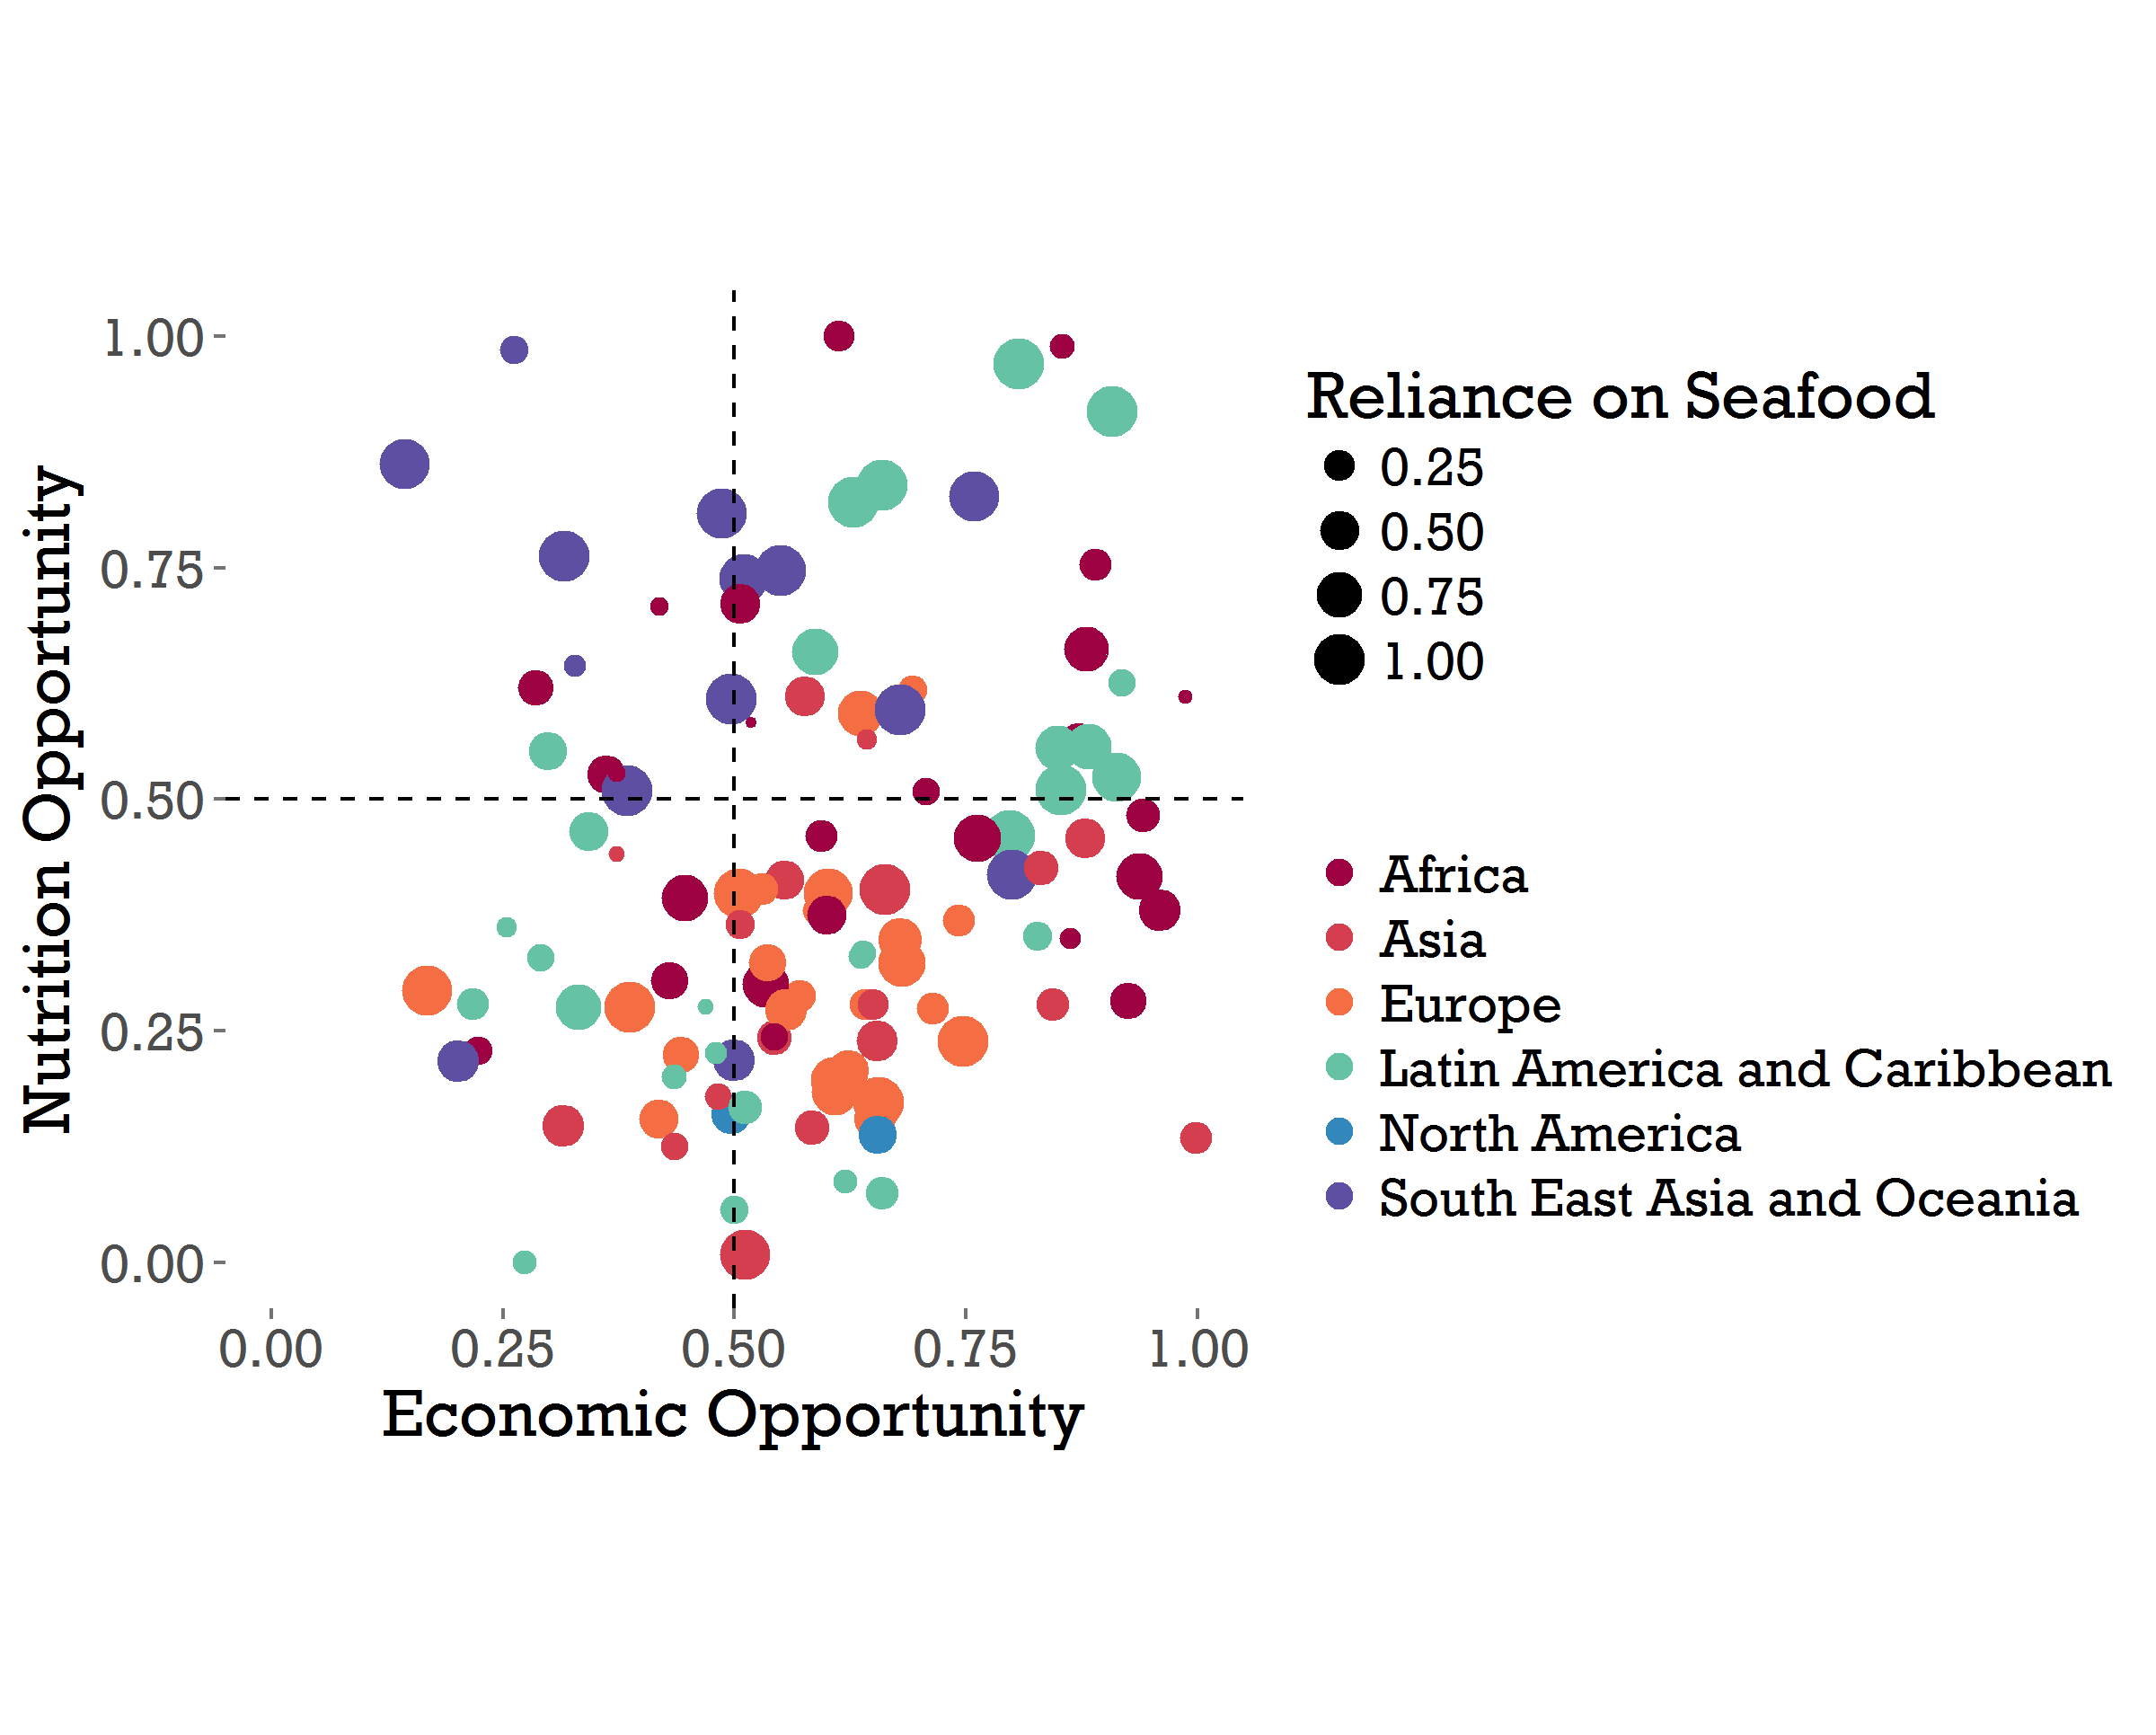 Nutrition Opportunity
1.00
0.75
0.50
0.25
0.00
0.00 0.25 0.50 0.75 1.00
Economic Opportunity
Reliance on Seafood
0.25
0.50
0.75
1.00
Africa
Asia
Europe
Latin America and Caribbean
North America
South East Asia and Oceania